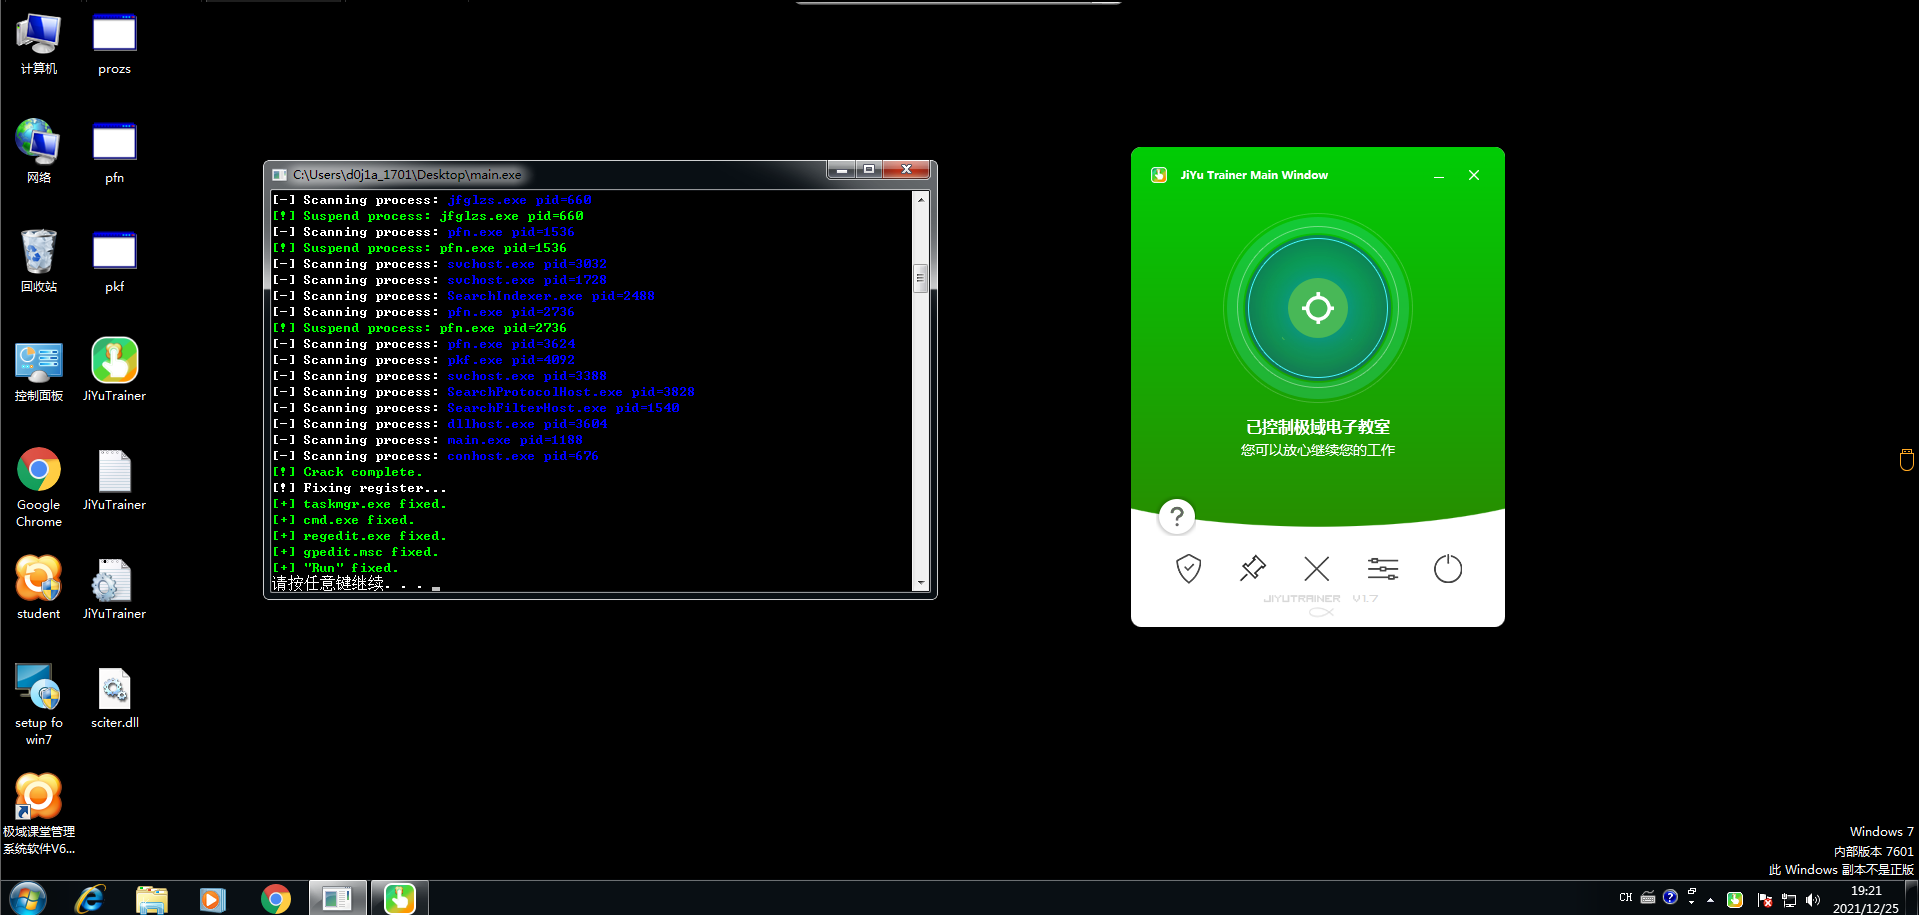 计算机
prozs
网络
pfn
回收站
pkf
控制面板
JiYuTrainer
Google
Chrome
JiYuTrainer
student
JiYuTrainer
setup fo
win7
sciter.dll
极域课堂管理
系统软件V6...
C:\Users\d0j1a_1701\Desktop\main.exe
[-] Scanning process: jfglzs.exe pid=660
[!] Suspend process: jfglzs.exe pid=660
[-] Scanning process: pfn.exe pid=1536
[!] Suspend process: pfn.exe pid=1536
[-] Scanning process: svchost.exe pid=3032
[-] Scanning process: svchost.exe pid=1728
[-] Scanning process: SearchIndexer.exe pid=2488
[-] Scanning process: pfn.exe pid=2736
[!] Suspend process: pfn.exe pid=2736
[-] Scanning process: pfn.exe pid=3624
[-] Scanning process: pkf.exe pid=4092
[-] Scanning process: svchost.exe pid=3388
[-] Scanning process: SearchProtocolHost.exe pid=3828
[-] Scanning process: SearchFilterHost.exe pid=1540
[-] Scanning process: dllhost.exe pid=3604
[-] Scanning process: main.exe pid=1188
[-] Scanning process: conhost.exe pid=676
[!] Crack complete.
[!] Fixing register...
[+] taskmgr.exe fixed.
[+] cmd.exe fixed.
[+] regedit.exe fixed.
[+] gpedit.msc fixed.
[+] "Run" fixed.
请按任意键继续. . .
JiYu Trainer Main Window
已控制极域电子教室
您可以放心继续您的工作
?
JIYUTRAINER V1.7
Windows 7
内部版本 7601
此 Windows 副本不是正版
CH
19:21
2021/12/25